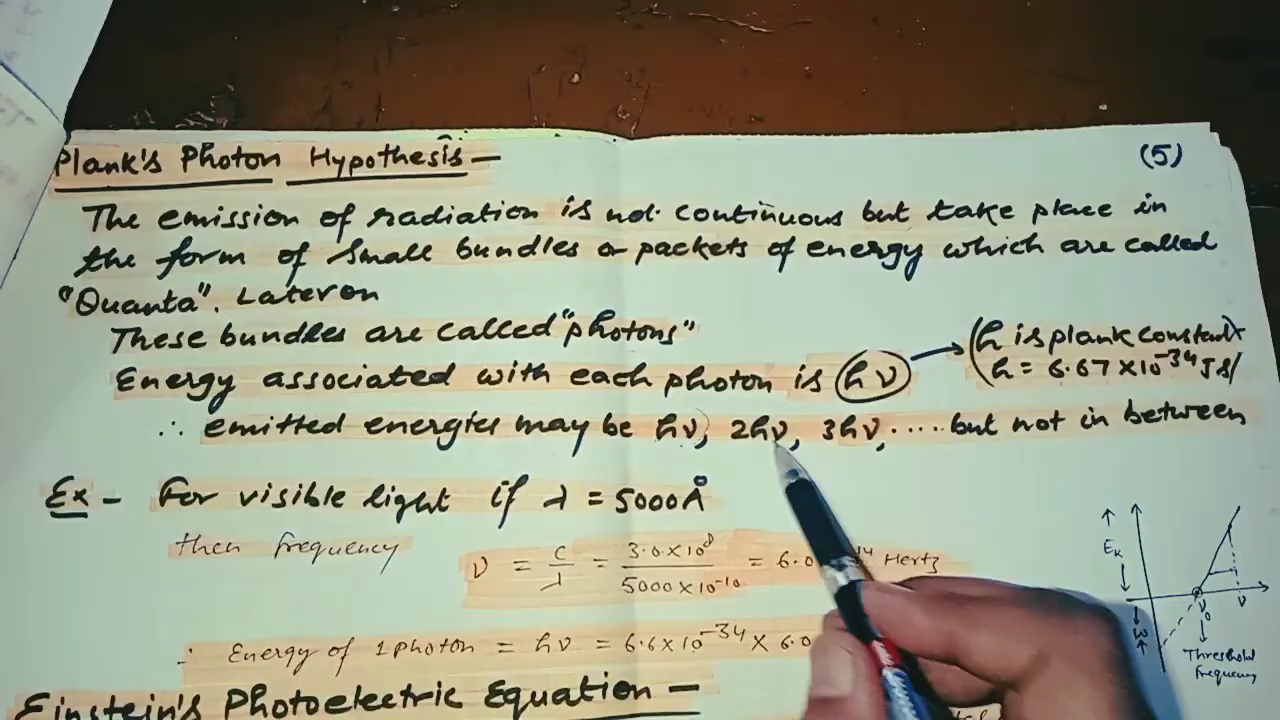 Plank's Photon Hypothesis —
(5)
The emission of radiation is not continuous but take place in
the form of small bundles or packets of energy which are called
"Quanta". Lateron
These bundles are called "photons"
Energy associated with each photon is hν
(h is plank constant
h = 6.67 × 10⁻³⁴ JS)
∴ emitted energies may be hν, 2hν, 3hν, ..... but not in between
Ex - For visible light if λ = 5000Å
then frequency
ν = c/λ = 3.0×10⁸ / 5000×10⁻¹⁰ = 6.0 14 Hertz
∴ Energy of 1 photon = hν = 6.6×10⁻³⁴ × 6.0
Einstein's Photoelectric Equation —
Eₖ
ν₀
ν
Threshold
frequency